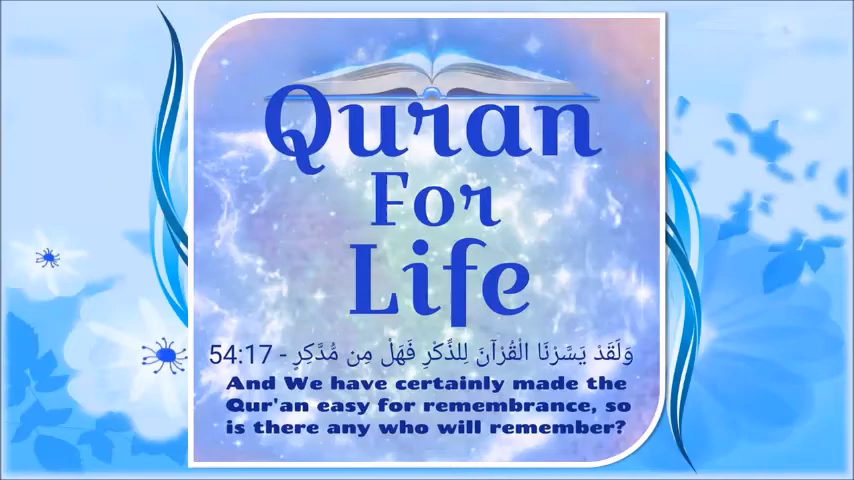 Quran
For
Life
وَلَقَدْ يَسَّرْنَا الْقُرْآنَ لِلذِّكْرِ فَهَلْ مِن مُّدَّكِرٍ - 54:17
And We have certainly made the
Qur'an easy for remembrance, so
is there any who will remember?